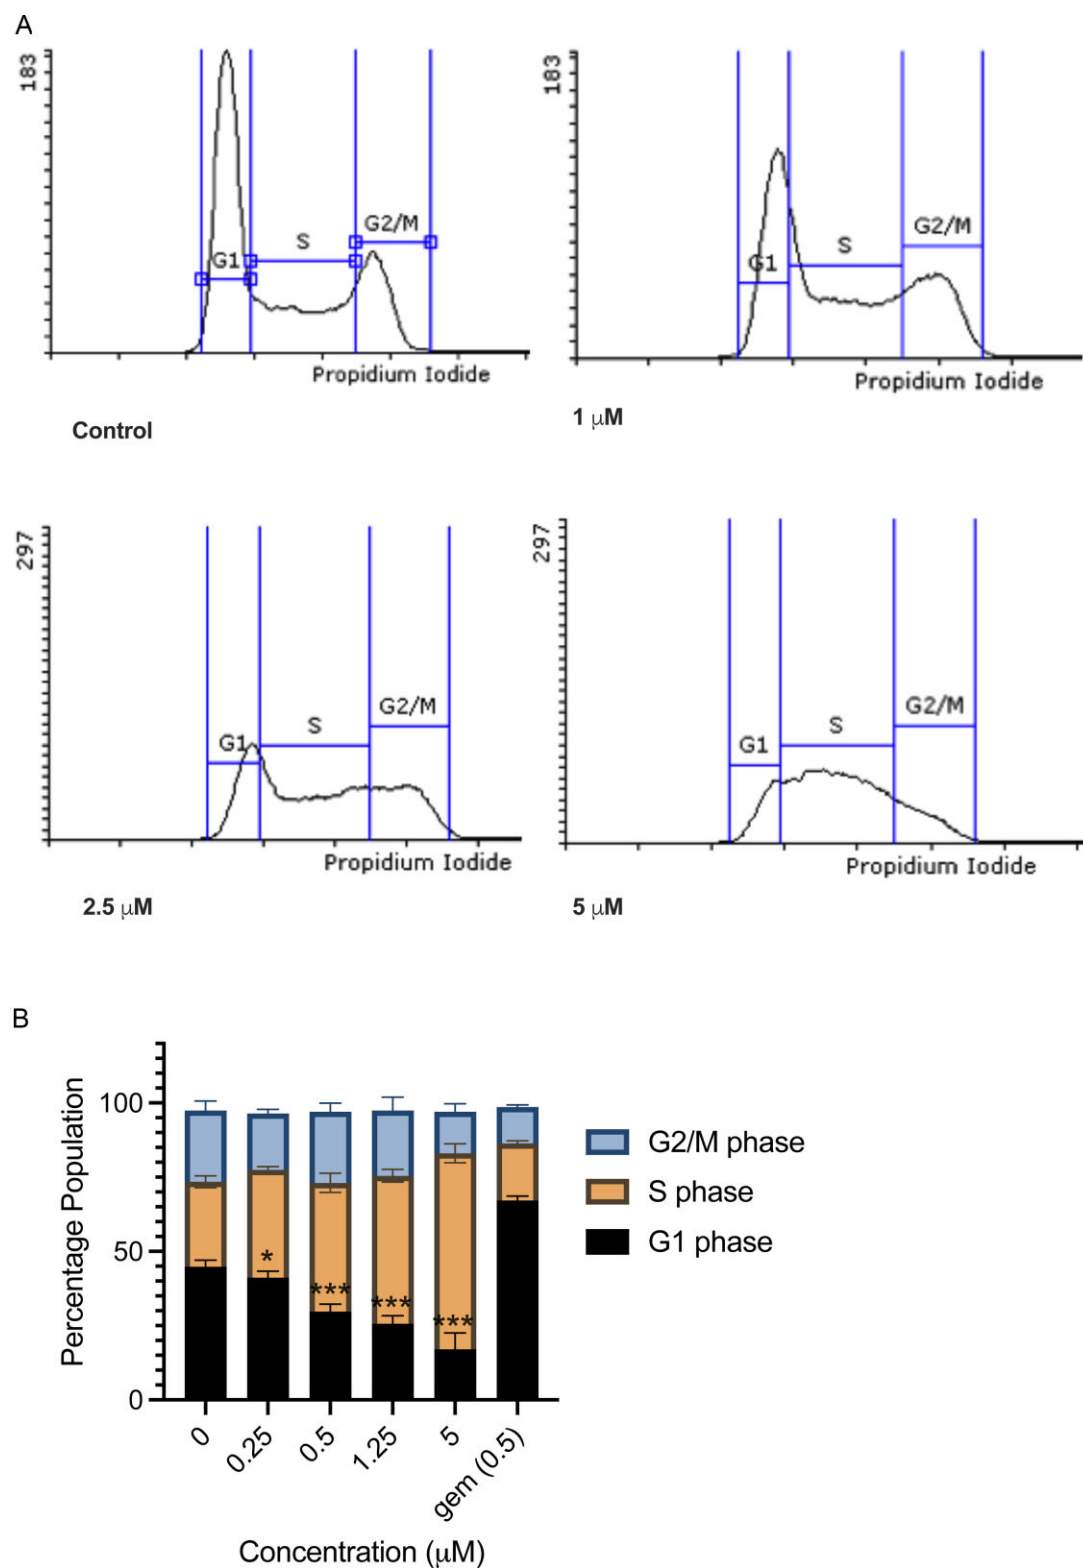 A
183
G1
S
G2/M
Propidium Iodide
Control
183
G1
S
G2/M
Propidium Iodide
1 μM
297
G1
S
G2/M
Propidium Iodide
2.5 μM
297
G1
S
G2/M
Propidium Iodide
5 μM
B
Percentage Population
100
50
0
*
***
***
***
0
0.25
0.5
1.25
5
gem (0.5)
Concentration (μM)
G2/M phase
S phase
G1 phase